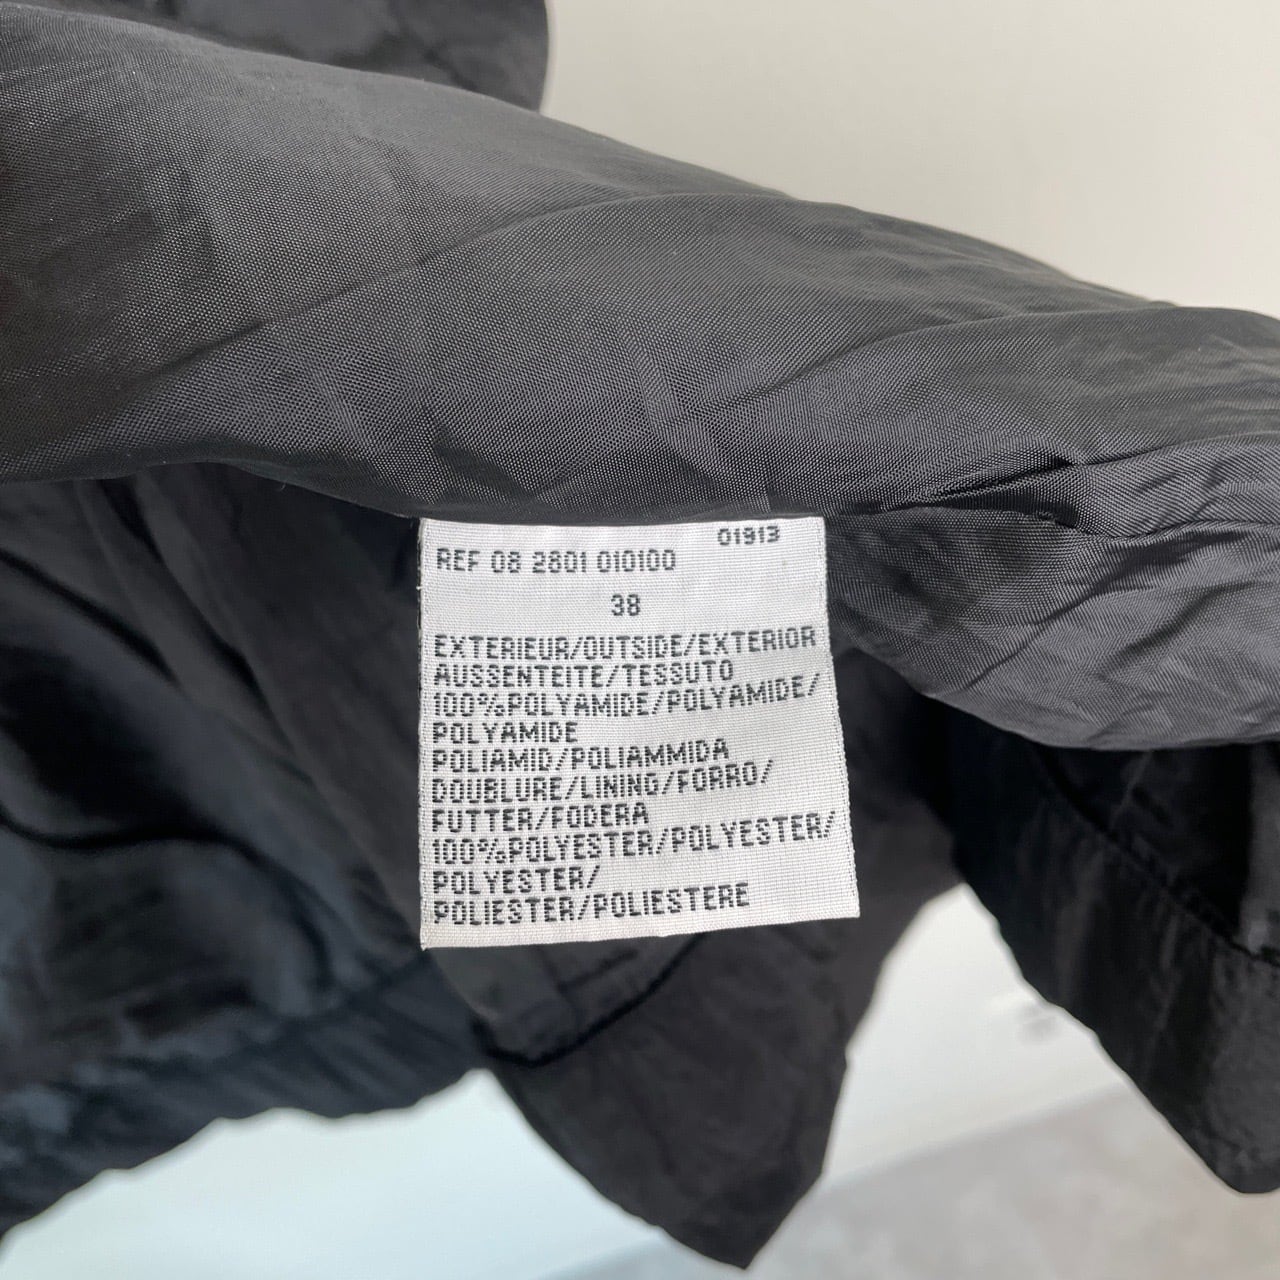 01913
REF 08 2801 010100
38
EXTERIEUR/OUTSIDE/EXTERIOR
AUSSENTEITE/TESSUTO
100%POLYAMIDE/POLYAMIDE/
POLYAMIDE
POLIAMID/POLIAMMIDA
DOUBLURE/LINING/FORRO/
FUTTER/FODERA
100%POLYESTER/POLYESTER/
POLYESTER/
POLIESTER/POLIESTERE